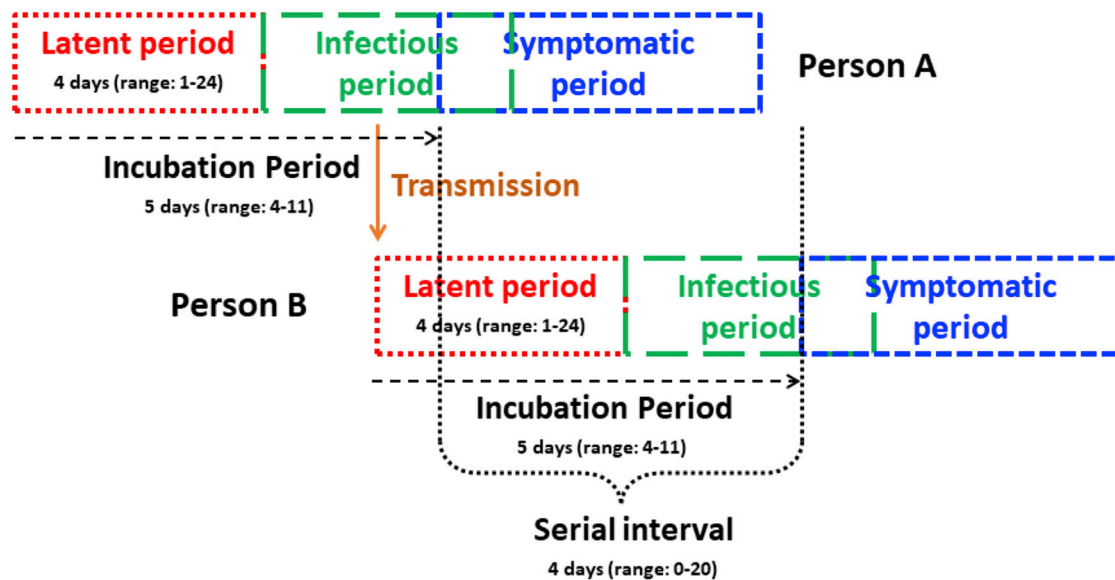 Latent period
4 days (range: 1-24)
Infectious
period
Symptomatic
period
Person A
Incubation Period
5 days (range: 4-11)
Transmission
Person B
Latent period
4 days (range: 1-24)
Infectious
period
Symptomatic
period
Incubation Period
5 days (range: 4-11)
Serial interval
4 days (range: 0-20)